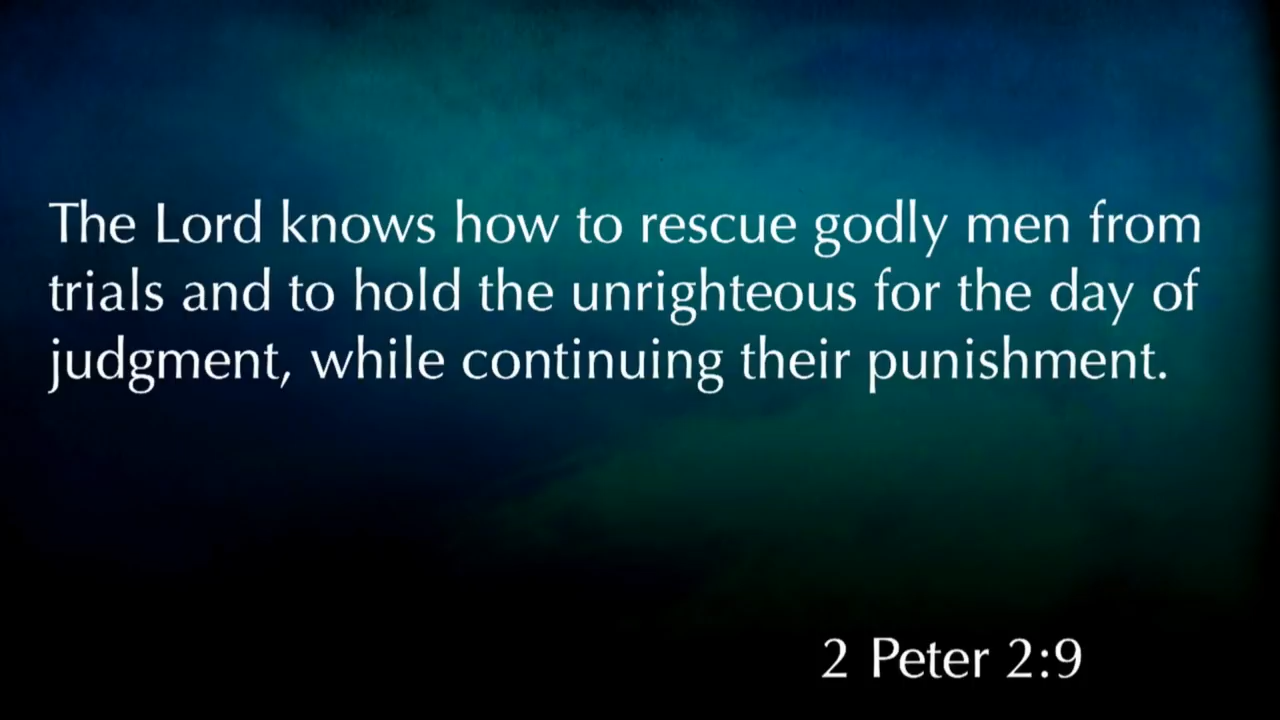 The Lord knows how to rescue godly men from
trials and to hold the unrighteous for the day of
judgment, while continuing their punishment.
2 Peter 2:9